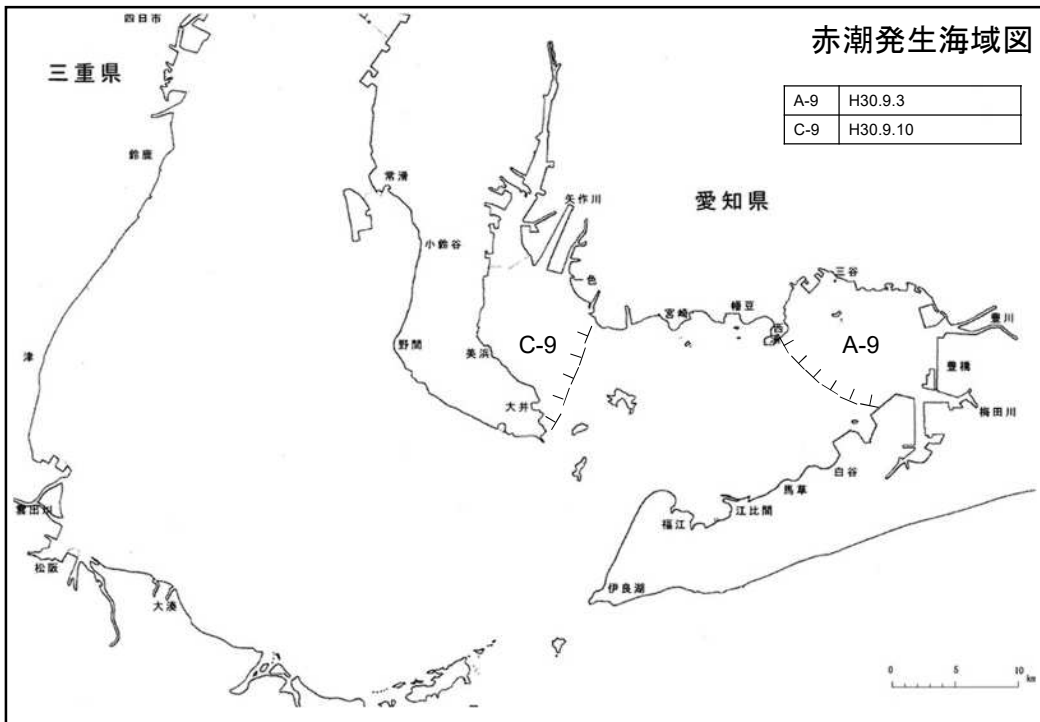 赤潮発生海域図
A-9 H30.9.3
C-9 H30.9.10
四日市
三重県
鈴鹿
常滑
矢作川
愛知県
小鈴谷
一色
三谷
宮崎
幡豆
西浦
豊川
津
野間
美浜
C-9
A-9
豊橋
大井
梅田川
白谷
馬草
江比間
福江
雲出川
伊良湖
松阪
大湊
0 5 10
km